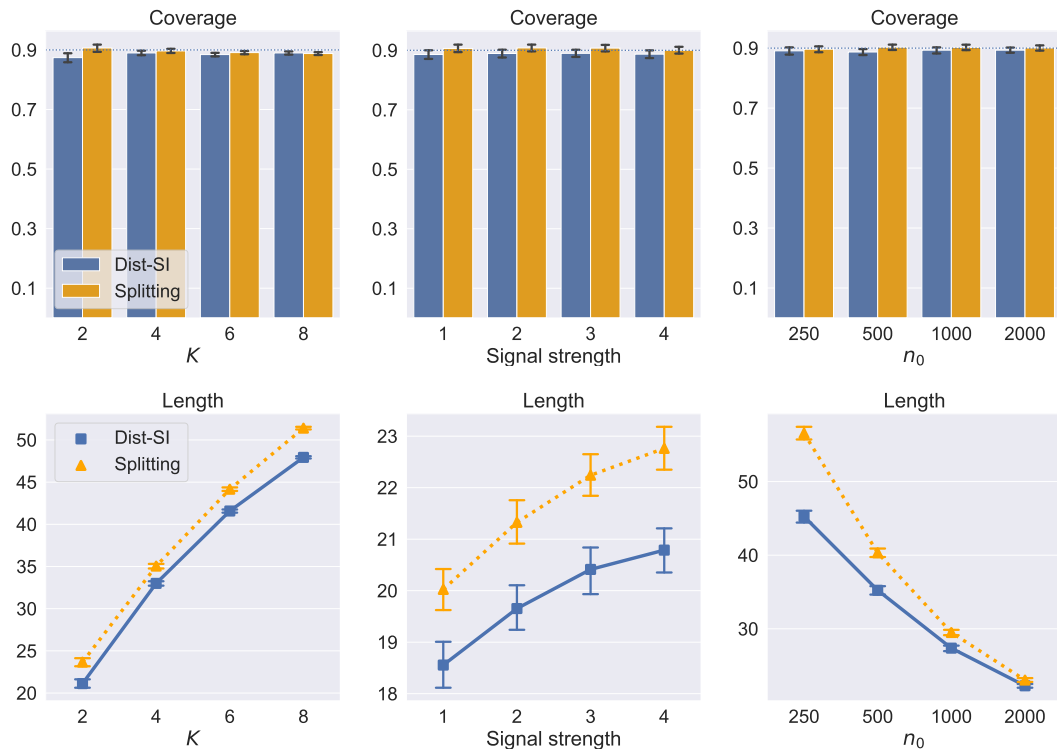 Coverage
0.9
0.7
0.5
0.3
0.1
Dist-SI
Splitting
2 4 6 8
K
Coverage
0.9
0.7
0.5
0.3
0.1
1 2 3 4
Signal strength
Coverage
0.9
0.7
0.5
0.3
0.1
250 500 1000 2000
n₀
Length
50
45
40
35
30
25
20
Dist-SI
Splitting
2 4 6 8
K
Length
23
22
21
20
19
18
1 2 3 4
Signal strength
Length
50
40
30
250 500 1000 2000
n₀